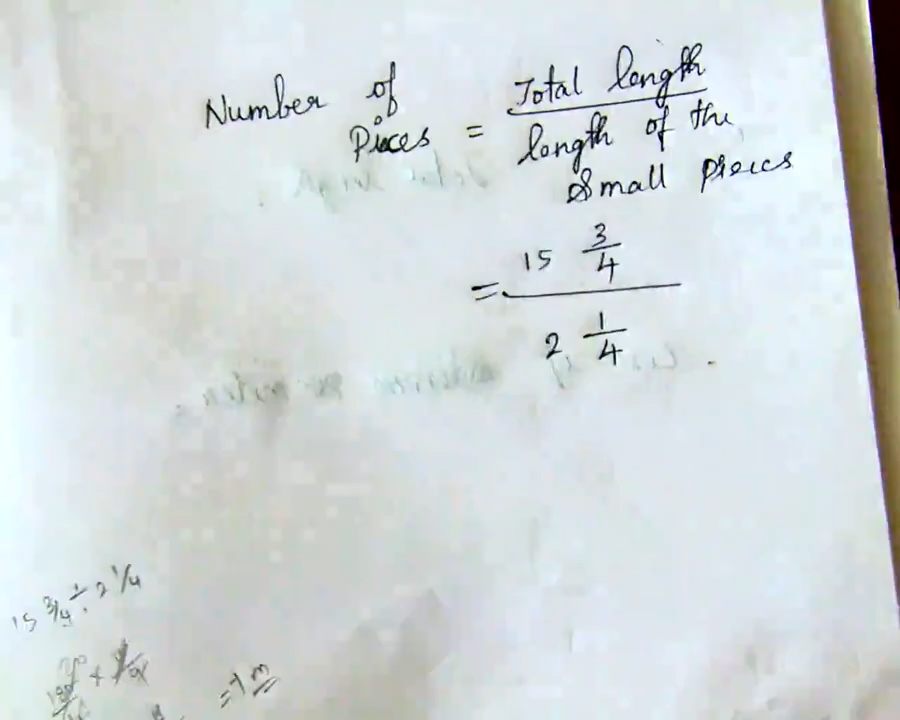 Number of Pieces = Total length / length of the Small pieces
= 15 3/4 / 2 1/4
15 3/4 ÷ 2 1/4